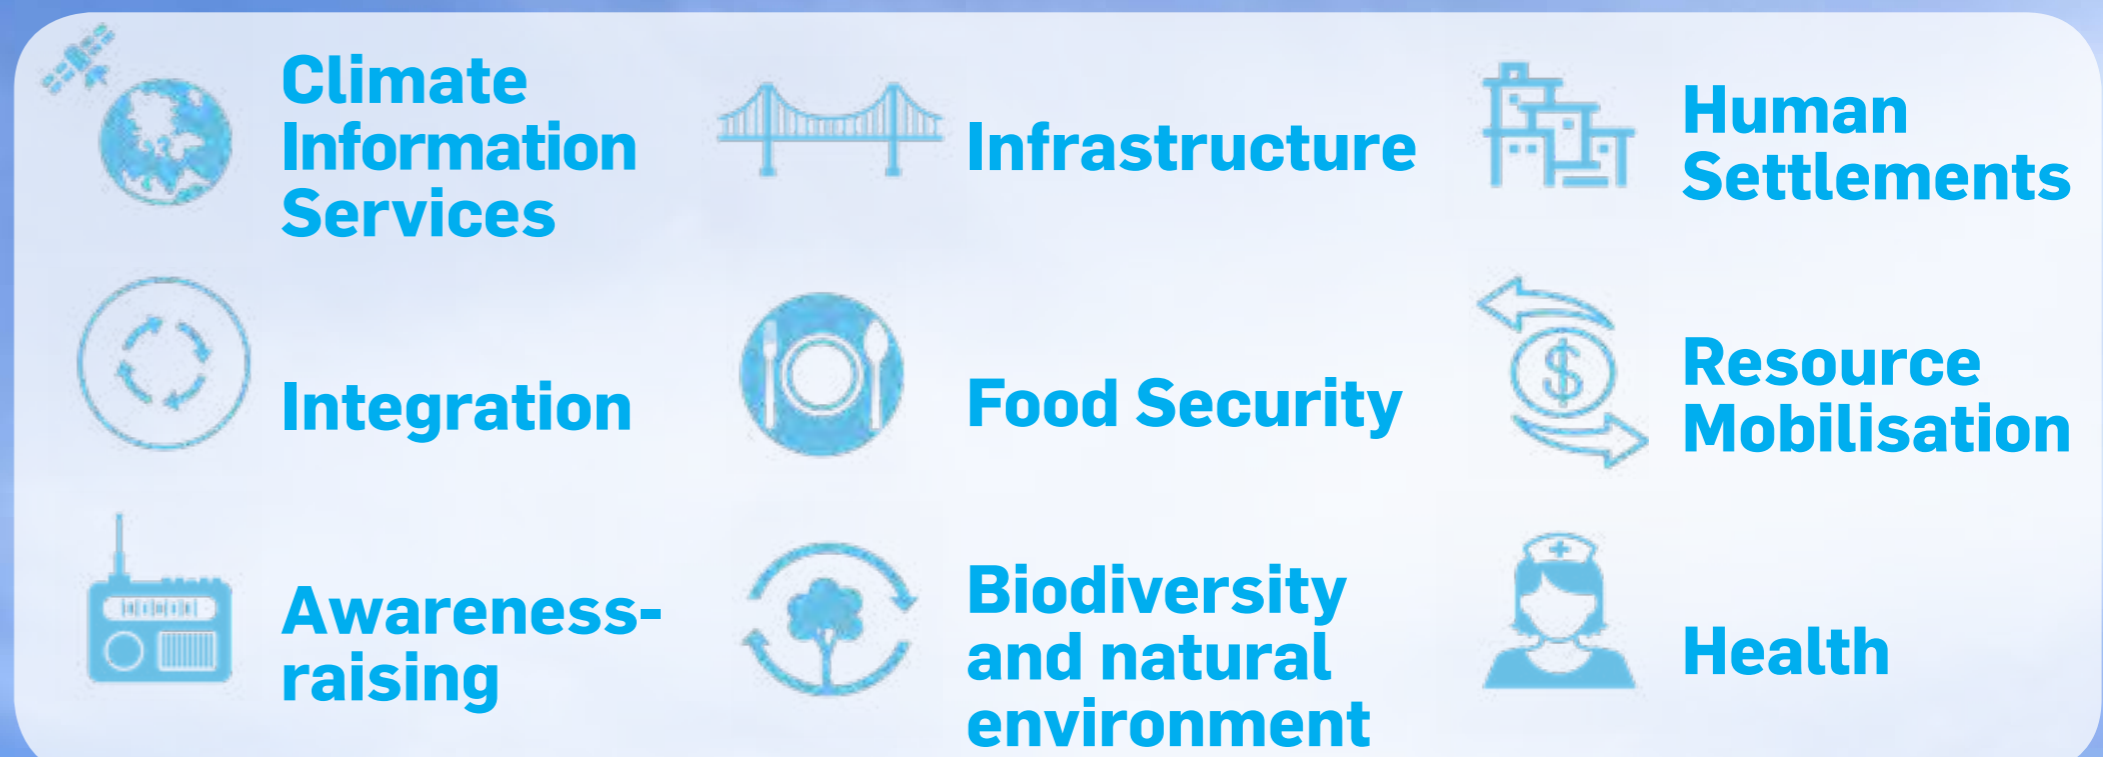 Climate
Information
Services
Infrastructure
Human
Settlements
Integration
Food Security
$
Resource
Mobilisation
Awareness-
raising
Biodiversity
and natural
environment
Health